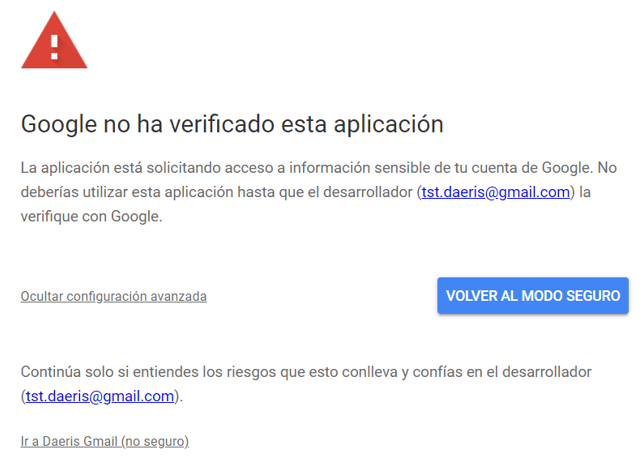 Google no ha verificado esta aplicación
La aplicación está solicitando acceso a información sensible de tu cuenta de Google. No
deberías utilizar esta aplicación hasta que el desarrollador (tst.daeris@gmail.com) la
verifique con Google.
Ocultar configuración avanzada
VOLVER AL MODO SEGURO
Continúa solo si entiendes los riesgos que esto conlleva y confías en el desarrollador
(tst.daeris@gmail.com).
Ir a Daeris Gmail (no seguro)